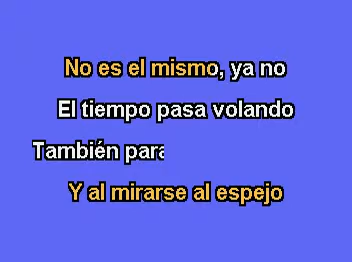 No es el mismo, ya no
El tiempo pasa volando
También para
Y al mirarse al espejo